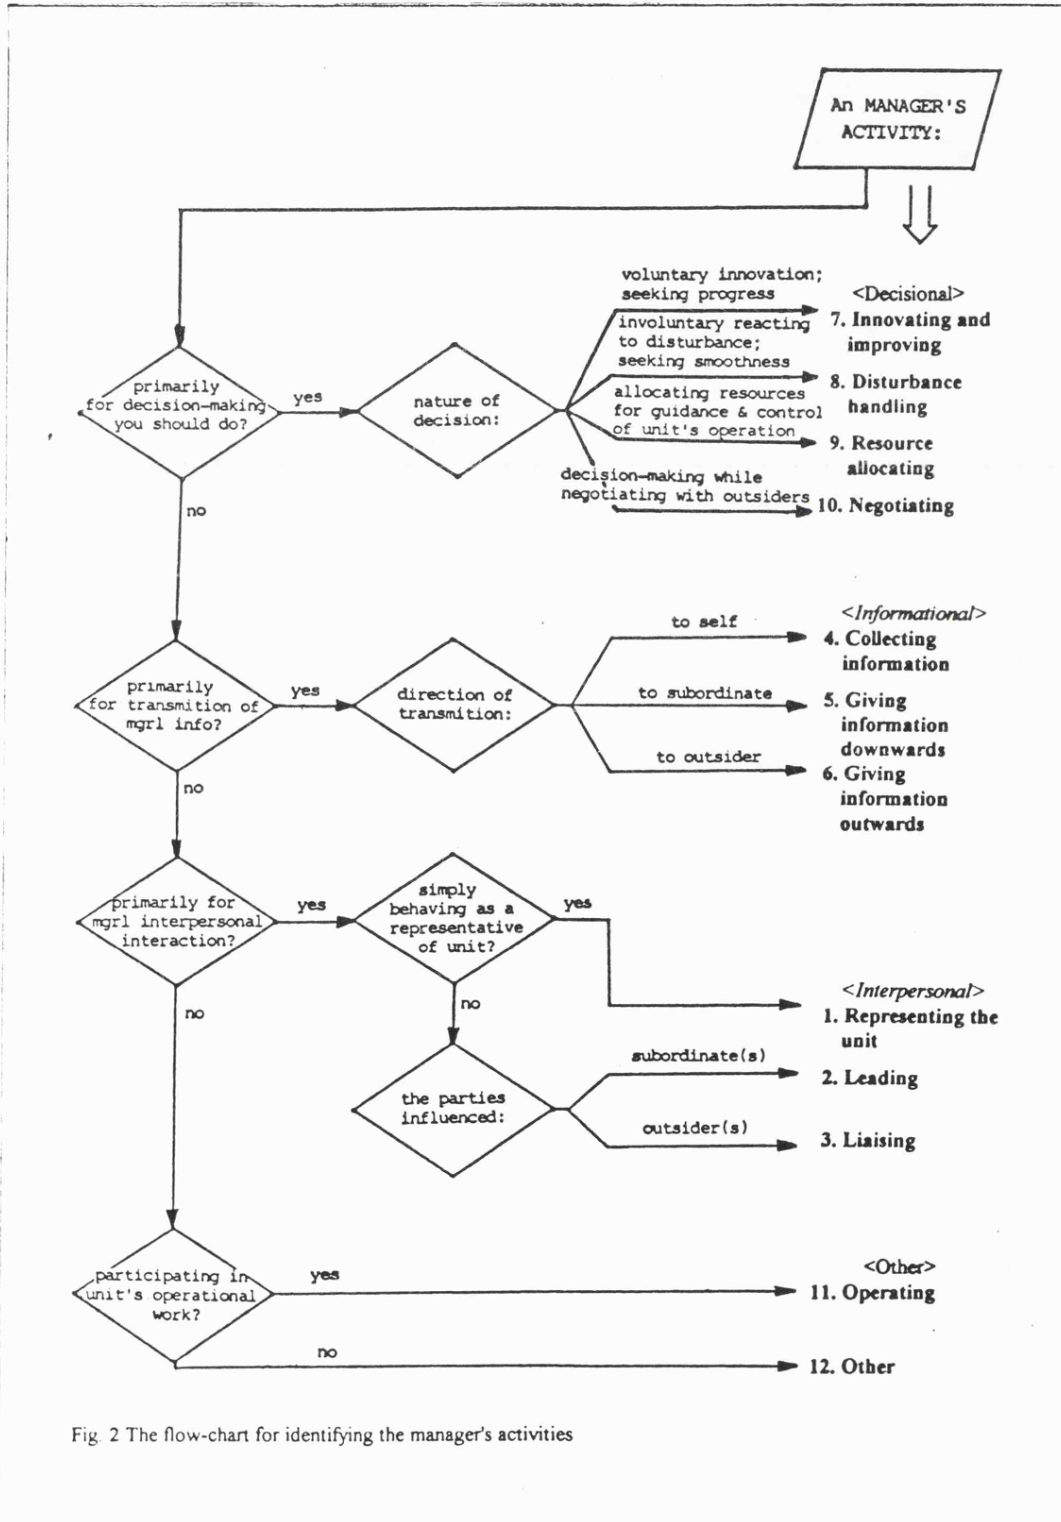 An MANAGER'S
ACTIVITY:
voluntary innovation;
seeking progress
<Decisional>
7. Innovating and
improving
involuntary reacting
to disturbance;
seeking smoothness
8. Disturbance
handling
primarily
for decision-making
you should do?
yes
nature of
decision:
allocating resources
for guidance & control
of unit's operation
9. Resource
allocating
decision-making while
negotiating with outsiders
10. Negotiating
no
<Informational>
to self
4. Collecting
information
primarily
for transmition of
mgrl info?
yes
direction of
transmition:
to subordinate
5. Giving
information
downwards
to outsider
6. Giving
information
outwards
no
primarily for
mgrl interpersonal
interaction?
yes
simply
behaving as a
representative
of unit?
yes
<Interpersonal>
1. Representing the
unit
no
no
the parties
influenced:
subordinate(s)
2. Leading
outsider(s)
3. Liaising
participating in
unit's operational
work?
yes
<Other>
11. Operating
no
12. Other
Fig. 2 The flow-chart for identifying the manager's activities